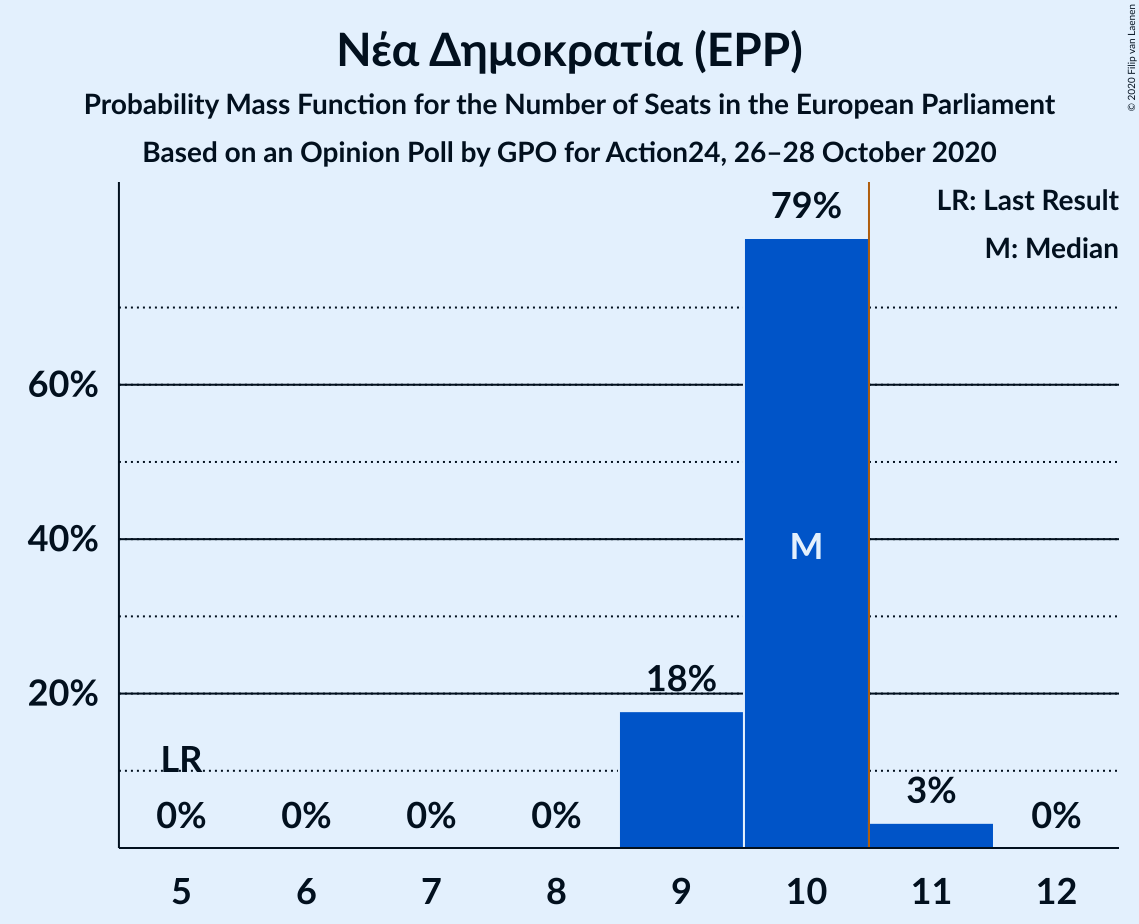 Νέα Δημοκρατία (EPP)
Probability Mass Function for the Number of Seats in the European Parliament
Based on an Opinion Poll by GPO for Action24, 26–28 October 2020
© 2020 Filip van Laenen
LR: Last Result
M: Median
79%
60%
40%
M
20%
18%
LR
0%
0%
0%
0%
3%
0%
5
6
7
8
9
10
11
12